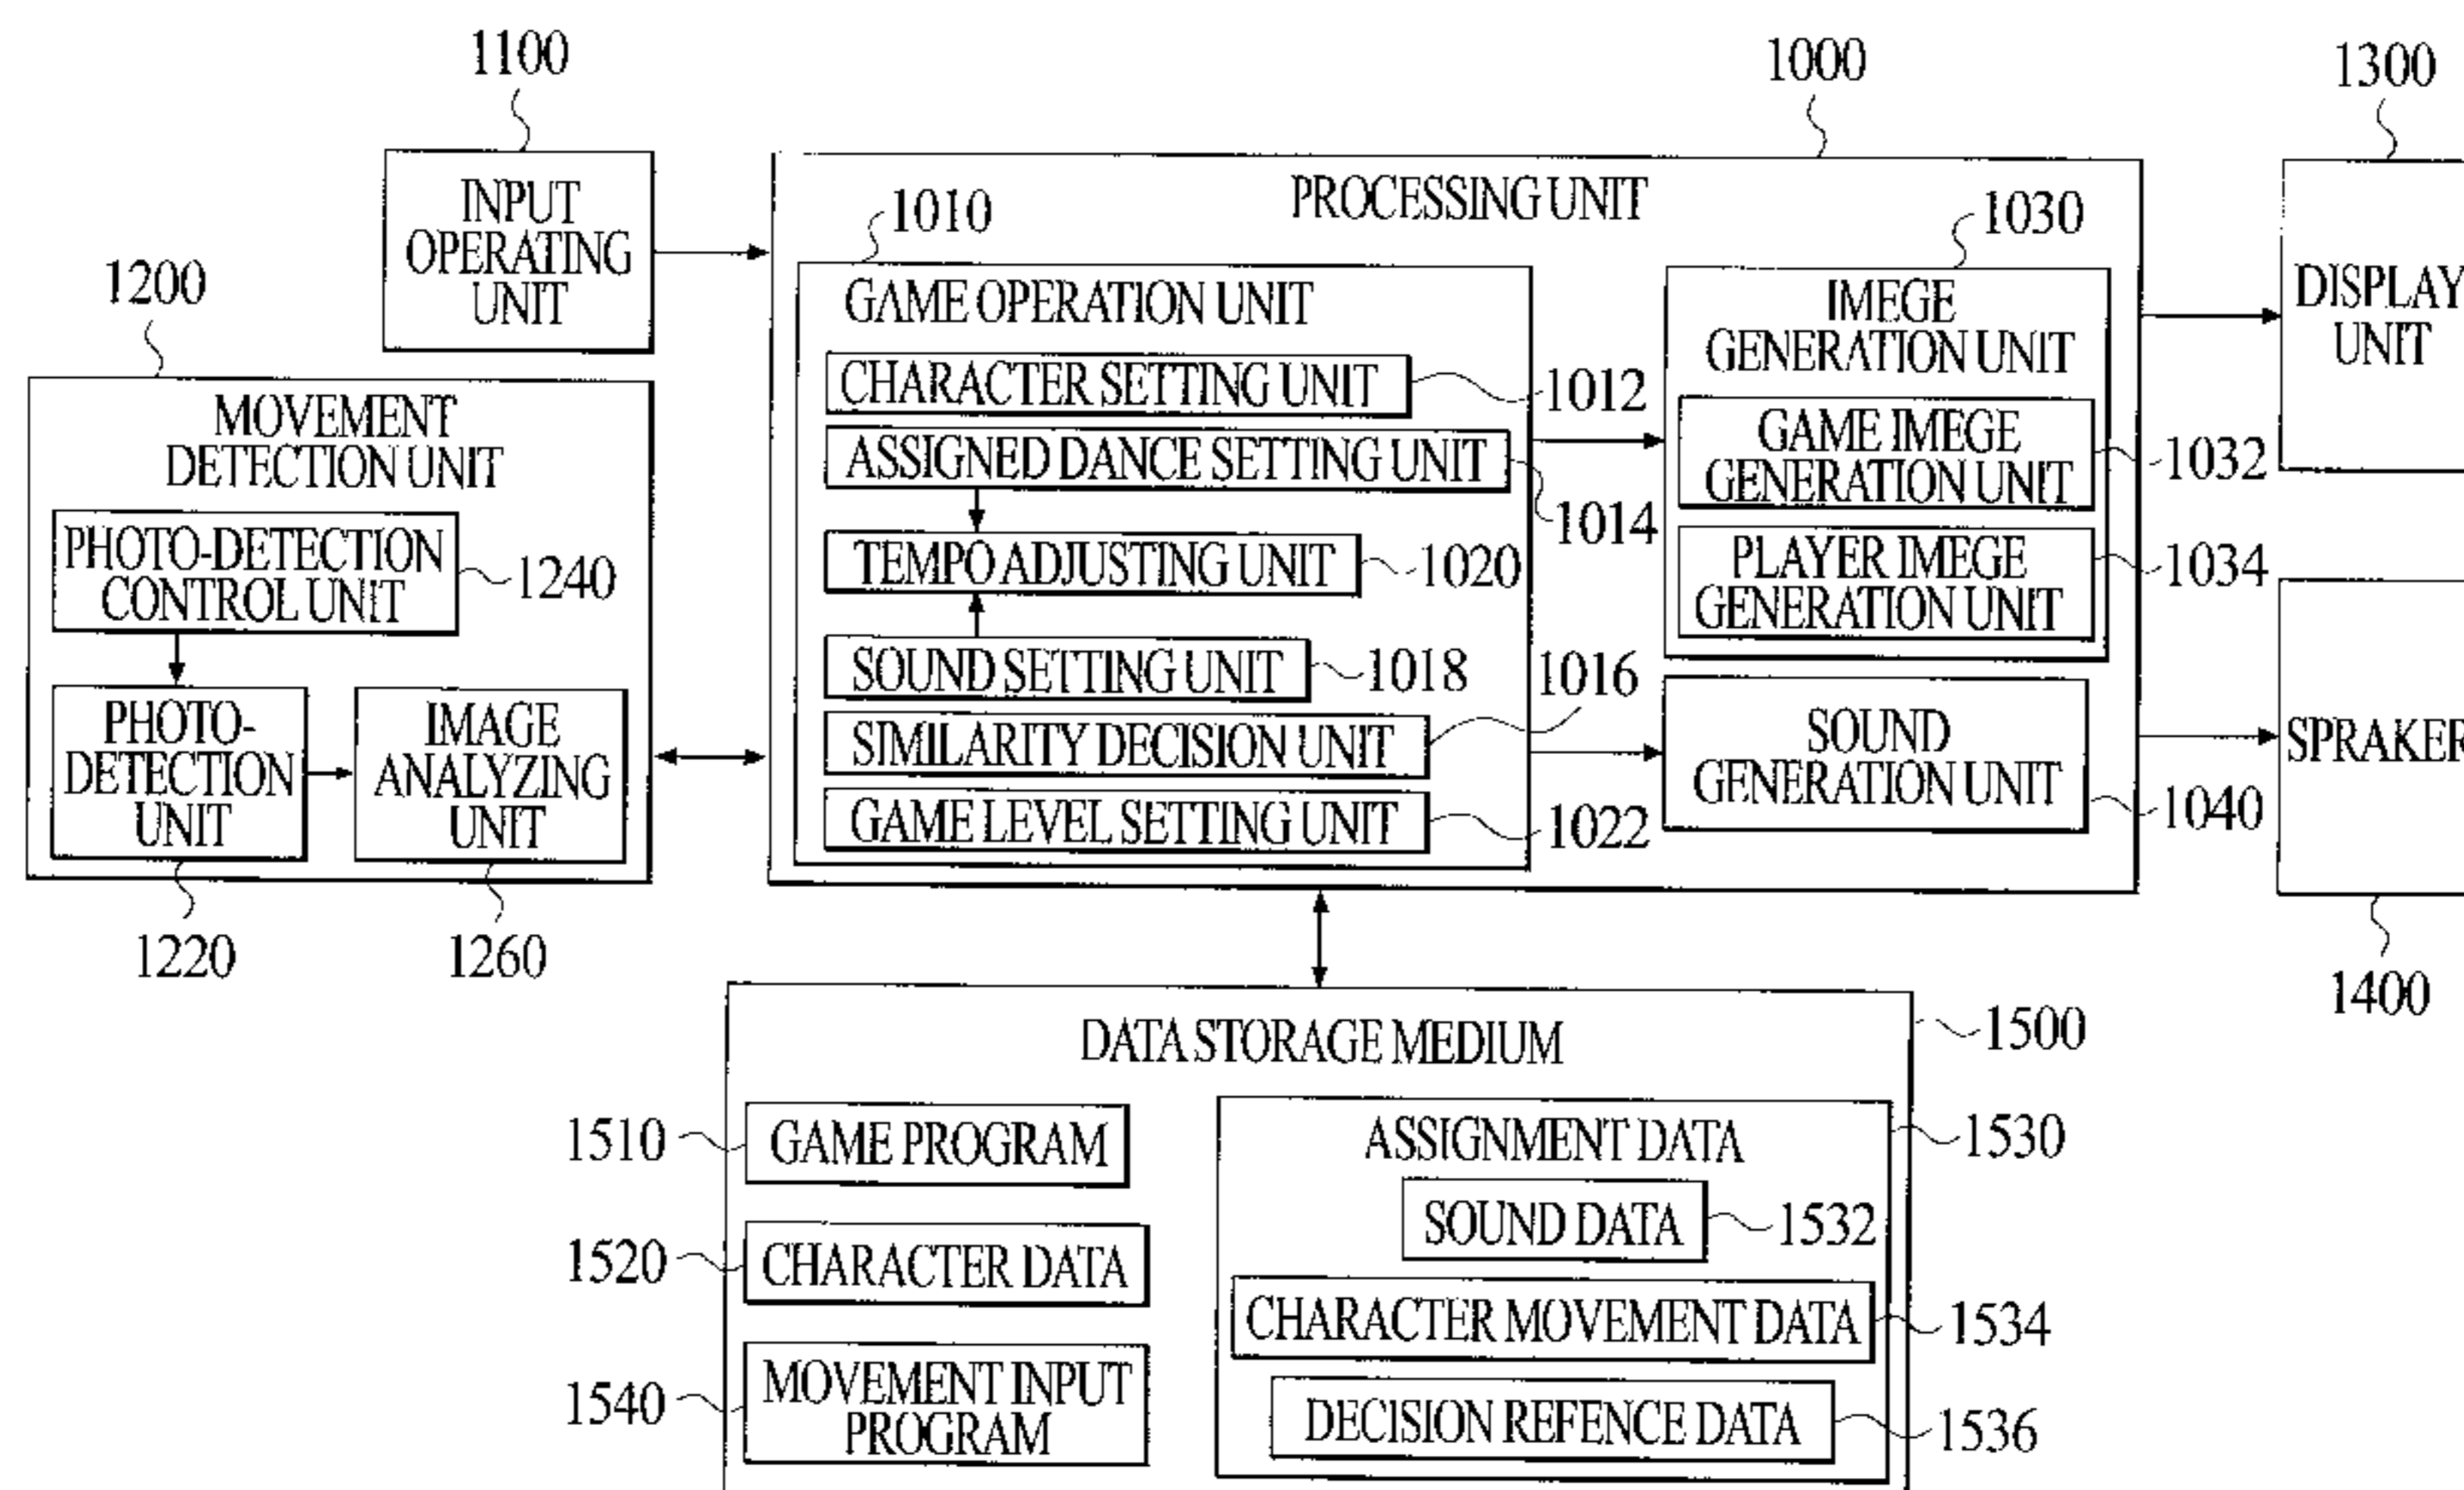 1100
1000
1300
INPUT
OPERATING
UNIT
PROCESSING UNIT
1010
1030
1200
GAME OPERATION UNIT
IMEGE
GENERATION UNIT
DISPLAY
UNIT
CHARACTER SETTING UNIT
1012
MOVEMENT
DETECTION UNIT
ASSIGNED DANCE SETTING UNIT
1014
GAME IMEGE
GENERATION UNIT
1032
PHOTO-DETECTION
CONTROL UNIT
1240
TEMPO ADJUSTING UNIT
1020
PLAYER IMEGE
GENERATION UNIT
1034
SOUND SETTING UNIT
1018
1016
PHOTO-
DETECTION
UNIT
IMAGE
ANALYZING
UNIT
SIMILARITY DECISION UNIT
SOUND
GENERATION UNIT
SPRAKER
GAME LEVEL SETTING UNIT
1022
1040
1220
1260
1400
DATA STORAGE MEDIUM
1500
1510
GAME PROGRAM
ASSIGNMENT DATA
1530
SOUND DATA
1532
1520
CHARACTER DATA
CHARACTER MOVEMENT DATA
1534
1540
MOVEMENT INPUT
PROGRAM
DECISION REFENCE DATA
1536